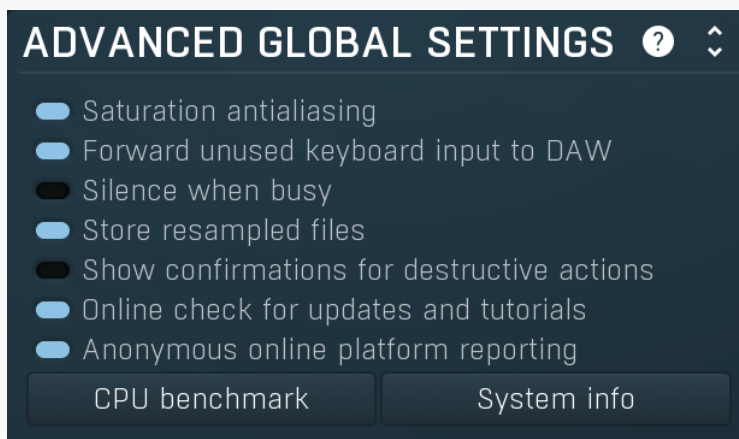 ADVANCED GLOBAL SETTINGS ?
Saturation antialiasing
Forward unused keyboard input to DAW
Silence when busy
Store resampled files
Show confirmations for destructive actions
Online check for updates and tutorials
Anonymous online platform reporting
CPU benchmark System info